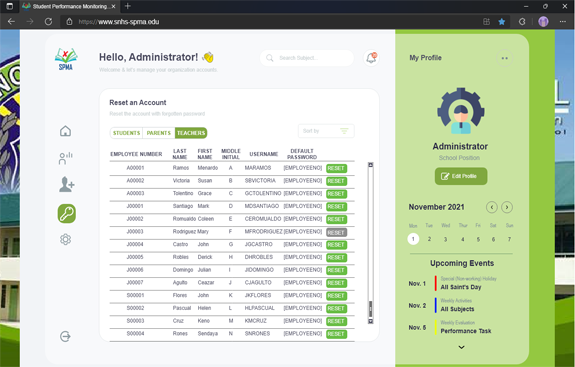 Student Performance Monitoring...
https://www.snhs-spma.edu
SPMA
Hello, Administrator!
Welcome & let's manage your organization accounts.
Search Subject...
Reset an Account
Reset the account with forgotten password
STUDENTS PARENTS TEACHERS
Sort by
EMPLOYEE NUMBER LAST NAME FIRST NAME MIDDLE INITIAL USERNAME DEFAULT PASSWORD
A00001 Ramos Menardo A MARAMOS [EMPLOYEENO] RESET
A00002 Victoria Susan B SBVICTORIA [EMPLOYEENO] RESET
A00003 Tolentino Grace C GCTOLENTINO [EMPLOYEENO] RESET
J00001 Santiago Mark D MDSANTIAGO [EMPLOYEENO] RESET
J00002 Romualdo Coleen E CEROMUALDO [EMPLOYEENO] RESET
J00003 Rodriguez Mary F MFRODRIGUEZ [EMPLOYEENO] RESET
J00004 Castro John G JGCASTRO [EMPLOYEENO] RESET
J00005 Robles Derick H DHROBLES [EMPLOYEENO] RESET
J00006 Domingo Julian I JIDOMINGO [EMPLOYEENO] RESET
J00007 Agulto Ceazar J CJAGULTO [EMPLOYEENO] RESET
S00001 Flores John K JKFLORES [EMPLOYEENO] RESET
S00002 Pascual Helen L HLPASCUAL [EMPLOYEENO] RESET
S00003 Cruz Keno M KMCRUZ [EMPLOYEENO] RESET
S00004 Rones Sendaya N SNRONES [EMPLOYEENO] RESET
My Profile
Administrator
School Position
Edit Profile
November 2021
Mon Tue Wed Thu Fri Sat Sun
1 2 3 4 5 6 7
Upcoming Events
Special (Non-working) Holiday
Nov. 1 All Saint's Day
Weekly Activities
Nov. 2 All Subjects
Weekly Evaluation
Nov. 5 Performance Task